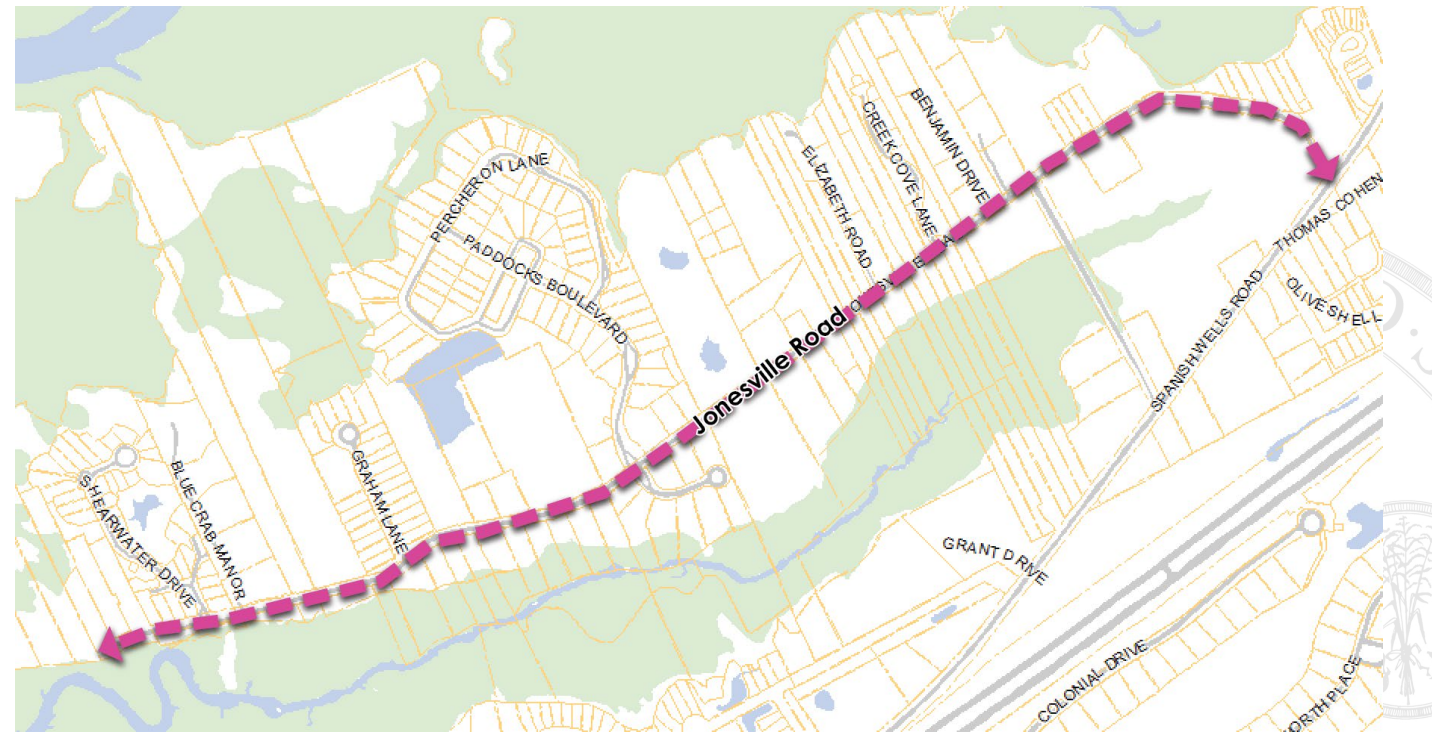 PERCHERON LANE
PADDOCKS BOULEVARD
ELIZABETH ROAD
CREEK COVE LANE
BENJAMIN DRIVE
Jonesville Road
THOMAS COHEN
OLIVE SHELL
SPANISH WELLS ROAD
SHEARWATER DRIVE
BLUE CRAB MANOR
GRAHAM LANE
GRANT DRIVE
COLONIAL DRIVE
ORTH PLACE